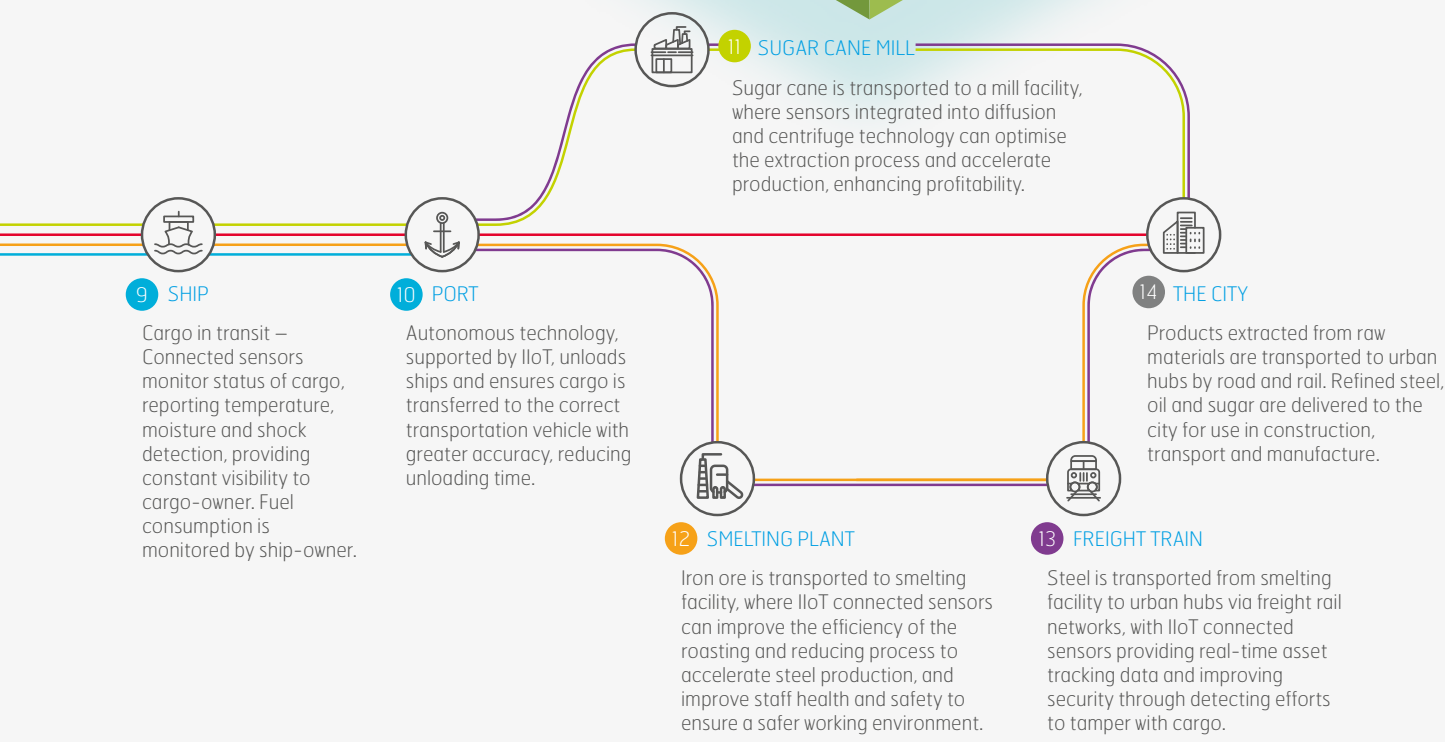 11 SUGAR CANE MILL
Sugar cane is transported to a mill facility,
where sensors integrated into diffusion
and centrifuge technology can optimise
the extraction process and accelerate
production, enhancing profitability.
9 SHIP
Cargo in transit –
Connected sensors
monitor status of cargo,
reporting temperature,
moisture and shock
detection, providing
constant visibility to
cargo-owner. Fuel
consumption is
monitored by ship-owner.
10 PORT
Autonomous technology,
supported by IIoT, unloads
ships and ensures cargo is
transferred to the correct
transportation vehicle with
greater accuracy, reducing
unloading time.
14 THE CITY
Products extracted from raw
materials are transported to urban
hubs by road and rail. Refined steel,
oil and sugar are delivered to the
city for use in construction,
transport and manufacture.
12 SMELTING PLANT
Iron ore is transported to smelting
facility, where IIoT connected sensors
can improve the efficiency of the
roasting and reducing process to
accelerate steel production, and
improve staff health and safety to
ensure a safer working environment.
13 FREIGHT TRAIN
Steel is transported from smelting
facility to urban hubs via freight rail
networks, with IIoT connected
sensors providing real-time asset
tracking data and improving
security through detecting efforts
to tamper with cargo.